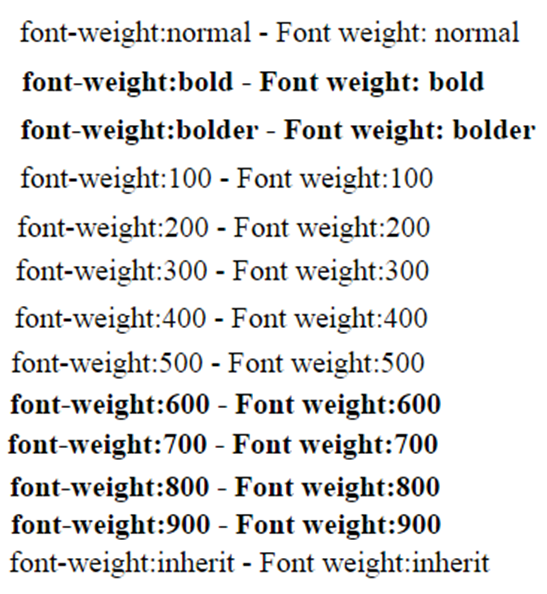 font-weight:normal - Font weight: normal
font-weight:bold - Font weight: bold
font-weight:bolder - Font weight: bolder
font-weight:100 - Font weight:100
font-weight:200 - Font weight:200
font-weight:300 - Font weight:300
font-weight:400 - Font weight:400
font-weight:500 - Font weight:500
font-weight:600 - Font weight:600
font-weight:700 - Font weight:700
font-weight:800 - Font weight:800
font-weight:900 - Font weight:900
font-weight:inherit - Font weight:inherit